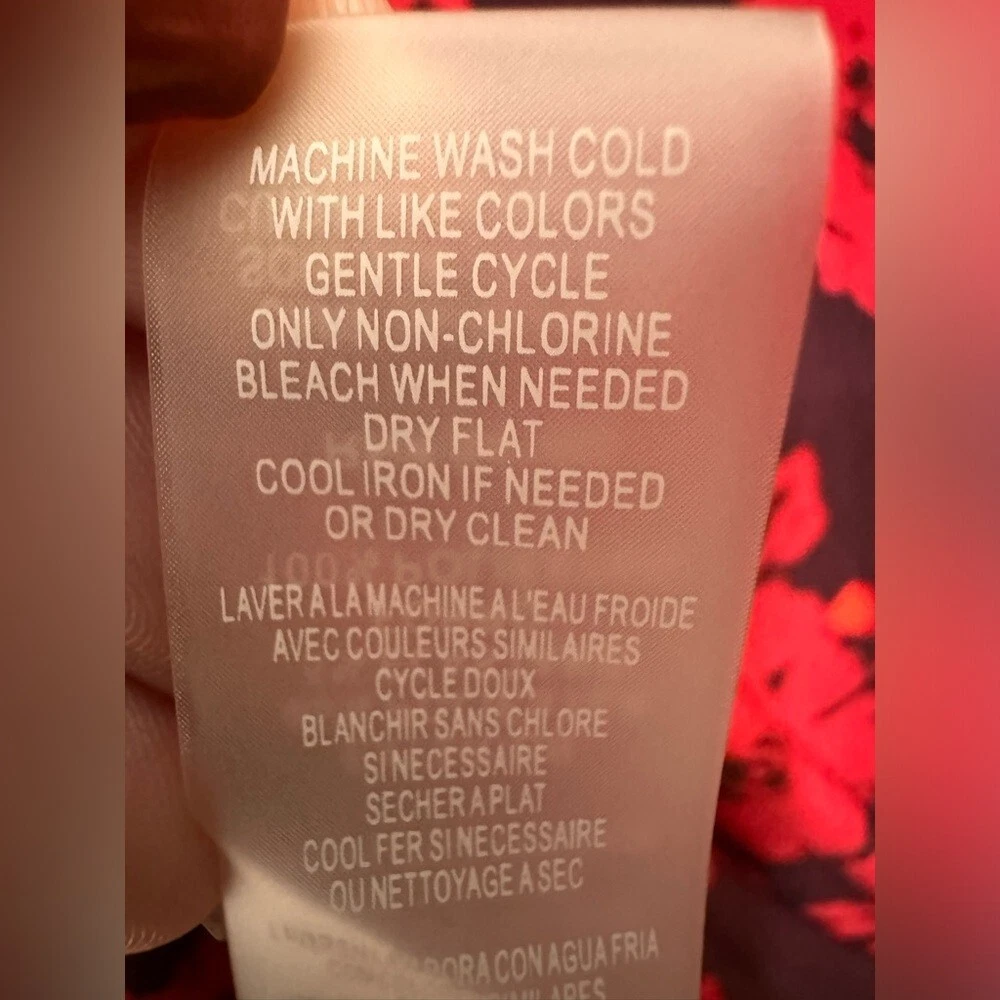 MACHINE WASH COLD
WITH LIKE COLORS
GENTLE CYCLE
ONLY NON-CHLORINE
BLEACH WHEN NEEDED
DRY FLAT
COOL IRON IF NEEDED
OR DRY CLEAN
LAVER A LA MACHINE A L'EAU FROIDE
AVEC COULEURS SIMILAIRES
CYCLE DOUX
BLANCHIR SANS CHLORE
SI NECESSAIRE
SECHER A PLAT
COOL FER SI NECESSAIRE
OU NETTOYAGE A SEC
CON AGUA FRIA